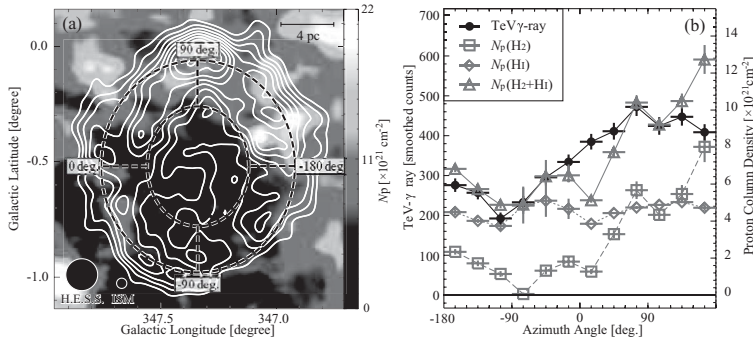 (a)
4 pc
90 deg.
0 deg.
-180 deg.
-90 deg.
H.E.S.S. ISM
0.0
-0.5
-1.0
Galactic Latitude [degree]
347.5
347.0
Galactic Longitude [degree]
22
11
0
Np [×10²¹ cm⁻²]
(b)
TeV γ-ray
Np(H2)
Np(HI)
Np(H2+HI)
700
600
500
400
300
200
100
0
TeV-γ ray [smoothed counts]
14
12
10
8
6
4
2
0
Proton Column Density [×10²¹cm⁻²]
-180
-90
0
90
Azimuth Angle [deg.]